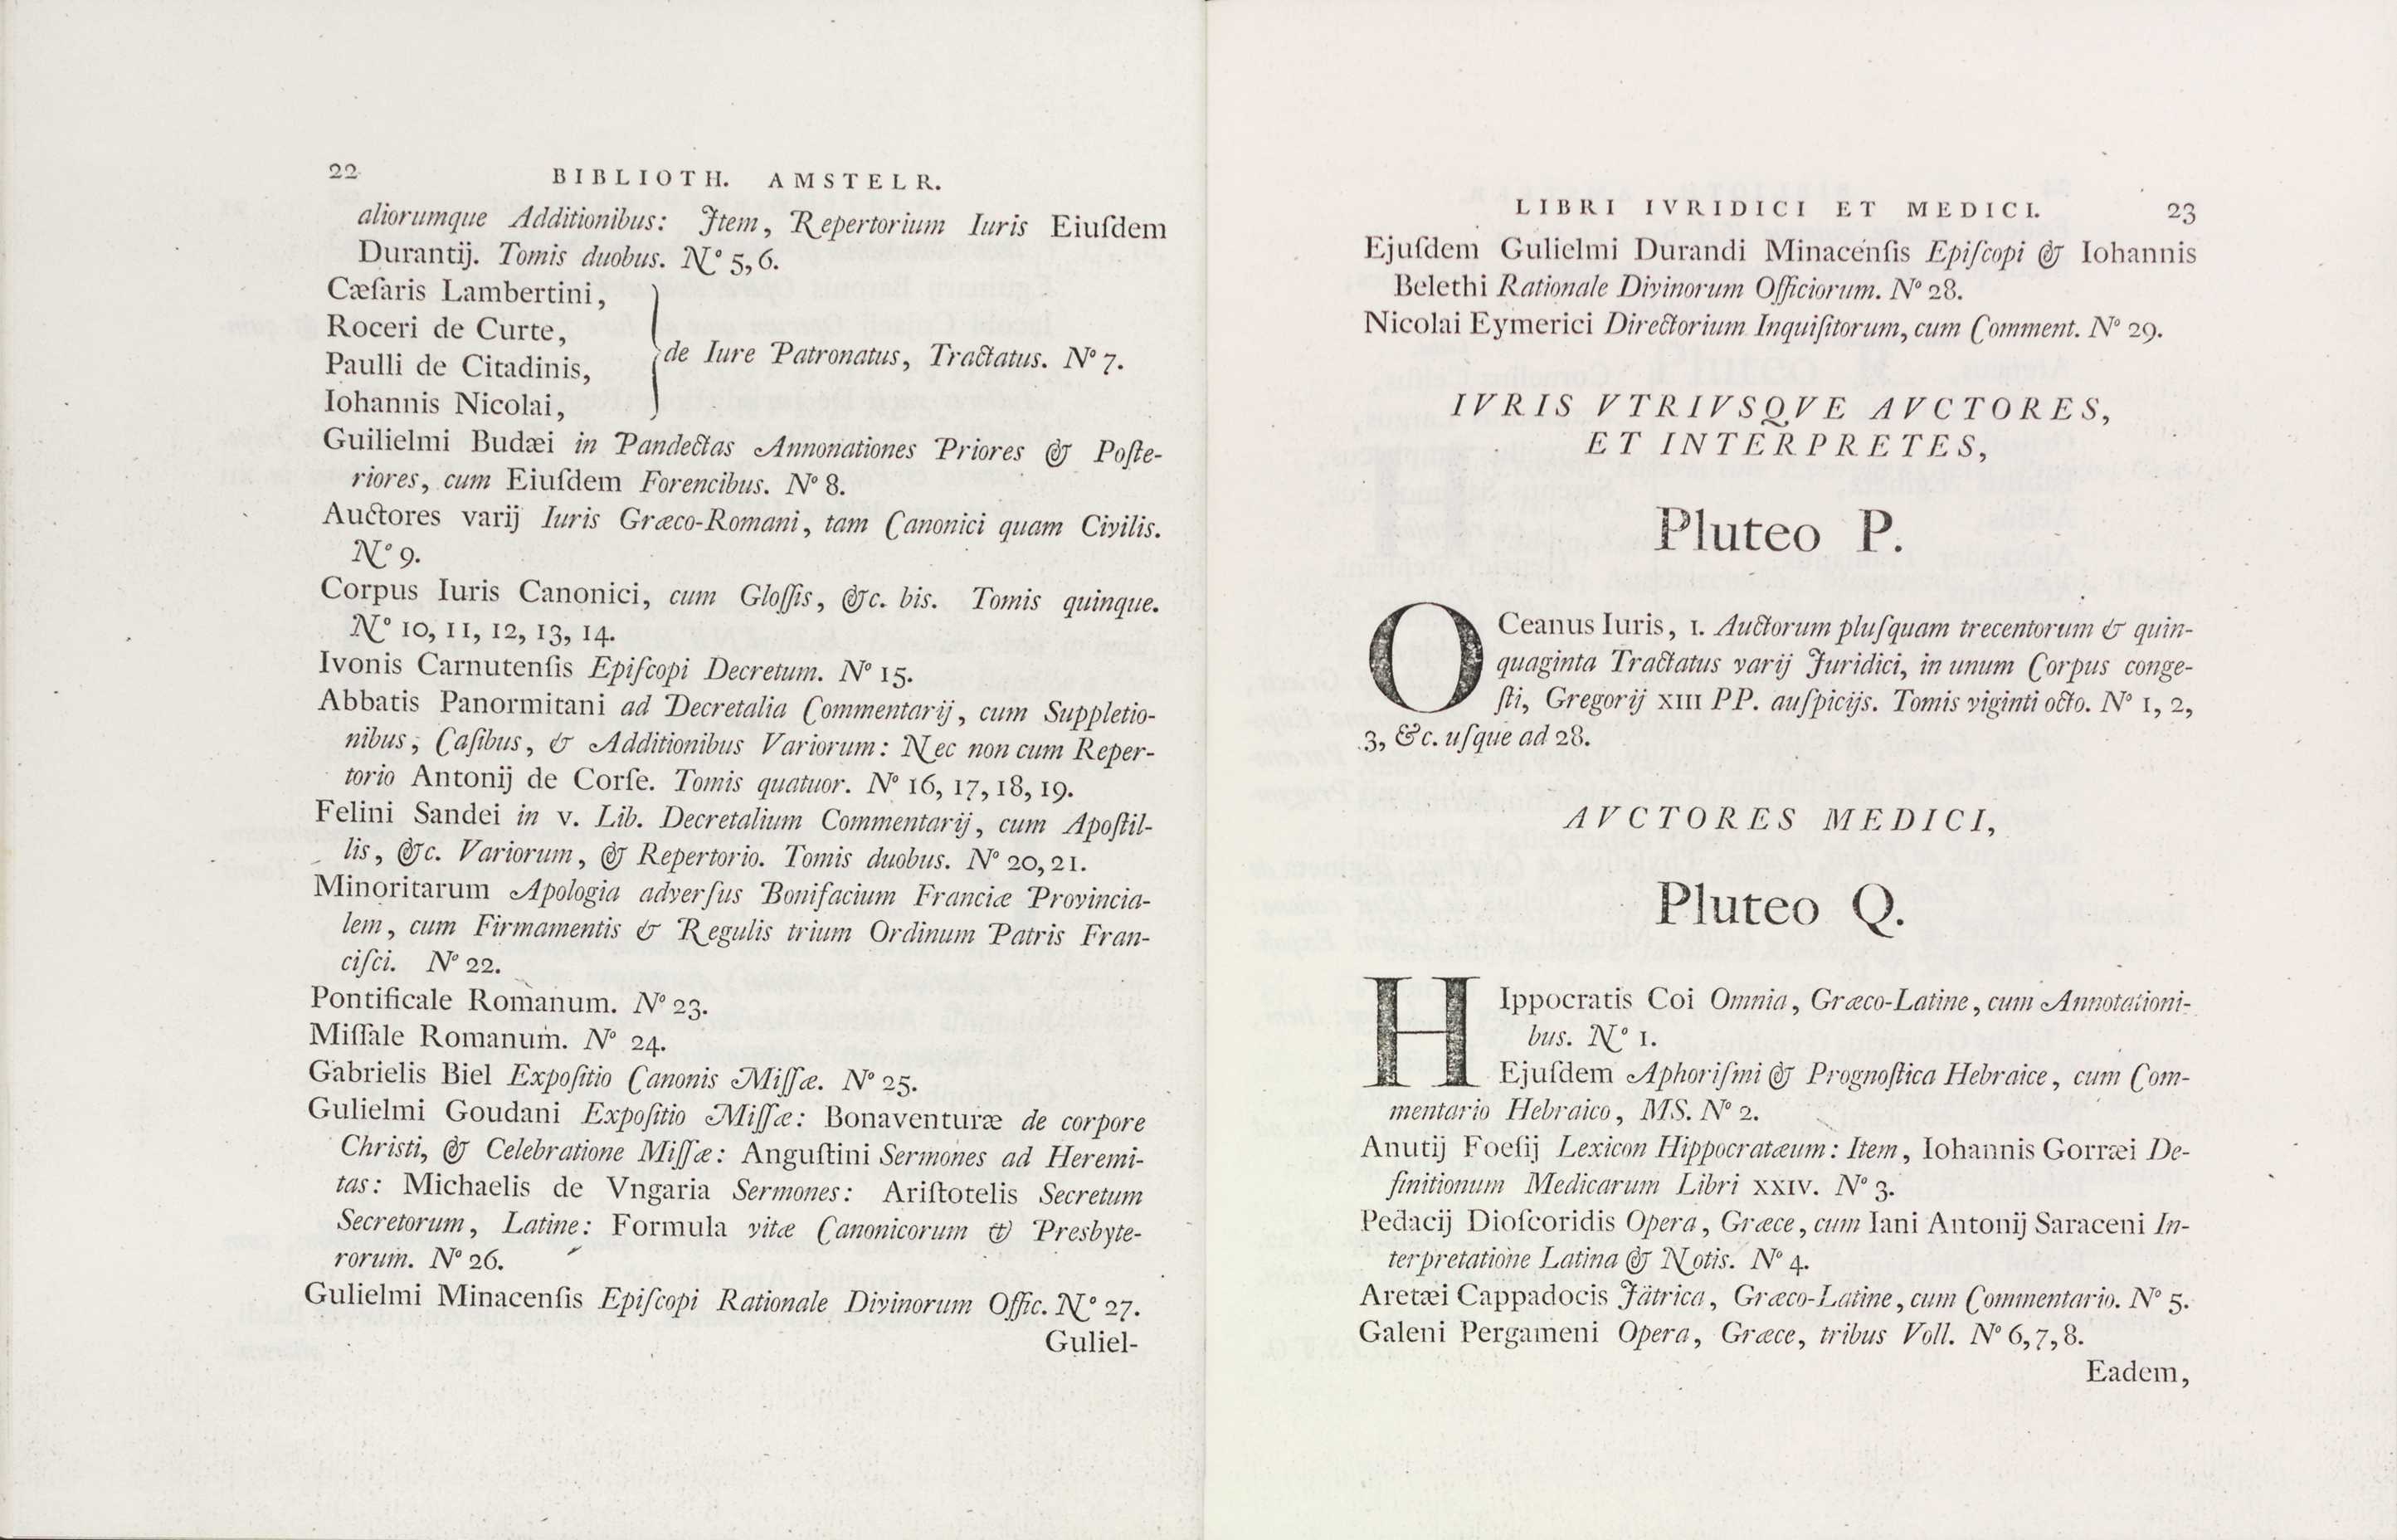 22 BIBLIOTH. AMSTELR.
aliorumque Additionibus: Item, Repertorium Iuris Eiuſdem
Durantij. Tomis duobus. N° 5, 6.
Cæſaris Lambertini,
Roceri de Curte,
Paulli de Citadinis,
Iohannis Nicolai,
de Iure Patronatus, Tractatus. N° 7.
Guilielmi Budæi in Pandectas Annonationes Priores & Poſte-
riores, cum Eiuſdem Forencibus. N° 8.
Auctores varij Iuris Græco-Romani, tam Canonici quam Civilis.
N° 9.
Corpus Iuris Canonici, cum Gloſſis, &c. bis. Tomis quinque.
N° 10, 11, 12, 13, 14.
Ivonis Carnutenſis Epiſcopi Decretum. N° 15.
Abbatis Panormitani ad Decretalia Commentarij, cum Suppletio-
nibus, Caſibus, & Additionibus Variorum: Nec non cum Reper-
torio Antonij de Corſe. Tomis quatuor. N° 16, 17, 18, 19.
Felini Sandei in v. Lib. Decretalium Commentarij, cum Apoſtil-
lis, &c. Variorum, & Repertorio. Tomis duobus. N° 20, 21.
Minoritarum Apologia adverſus Bonifacium Franciæ Provincia-
lem, cum Firmamentis & Regulis trium Ordinum Patris Fran-
ciſci. N° 22.
Pontificale Romanum. N° 23.
Miſſale Romanum. N° 24.
Gabrielis Biel Expoſitio Canonis Miſſæ. N° 25.
Gulielmi Goudani Expoſitio Miſſæ: Bonaventuræ de corpore
Christi, & Celebratione Miſſæ: Anguſtini Sermones ad Heremi-
tas: Michaelis de Vngaria Sermones: Ariſtotelis Secretum
Secretorum, Latine: Formula vitæ Canonicorum & Presbyte-
rorum. N° 26.
Gulielmi Minacenſis Epiſcopi Rationale Divinorum Offic. N° 27.
Guliel-
LIBRI IVRIDICI ET MEDICI. 23
Ejuſdem Gulielmi Durandi Minacenſis Epiſcopi & Iohannis
Belethi Rationale Divinorum Officiorum. N° 28.
Nicolai Eymerici Directorium Inquiſitorum, cum Comment. N° 29.
IVRIS VTRIVSQVE AVCTORES,
ET INTERPRETES,
Pluteo P.
OCeanus Iuris, 1. Auctorum pluſquam trecentorum & quin-
quaginta Tractatus varij Juridici, in unum Corpus conge-
ſti, Gregorij XIII PP. auſpicijs. Tomis viginti octo. N° 1, 2,
3, &c. uſque ad 28.
AVCTORES MEDICI,
Pluteo Q.
HIppocratis Coi Omnia, Græco-Latine, cum Annotationi-
bus. N° 1.
Ejuſdem Aphoriſmi & Prognoſtica Hebraice, cum Com-
mentario Hebraico, MS. N° 2.
Anutij Foeſij Lexicon Hippocratæum: Item, Iohannis Gorræi De-
finitionum Medicarum Libri XXIV. N° 3.
Pedacij Dioſcoridis Opera, Græce, cum Iani Antonij Saraceni In-
terpretatione Latina & Notis. N° 4.
Aretæi Cappadocis Jätrica, Græco-Latine, cum Commentario. N° 5.
Galeni Pergameni Opera, Græce, tribus Voll. N° 6, 7, 8.
Eadem,